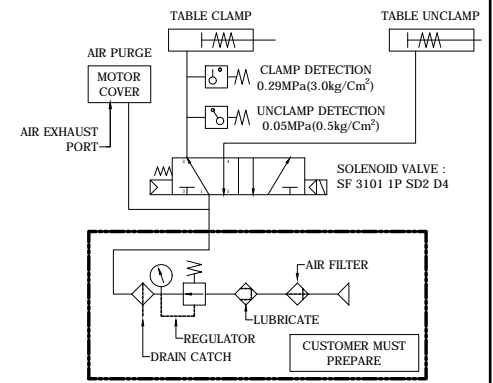 TABLE CLAMP
TABLE UNCLAMP
AIR PURGE
MOTOR
COVER
CLAMP DETECTION
0.29MPa(3.0kg/Cm²)
UNCLAMP DETECTION
0.05MPa(0.5kg/Cm²)
AIR EXHAUST
PORT
SOLENOID VALVE :
SF 3101 1P SD2 D4
AIR FILTER
LUBRICATE
REGULATOR
DRAIN CATCH
CUSTOMER MUST
PREPARE